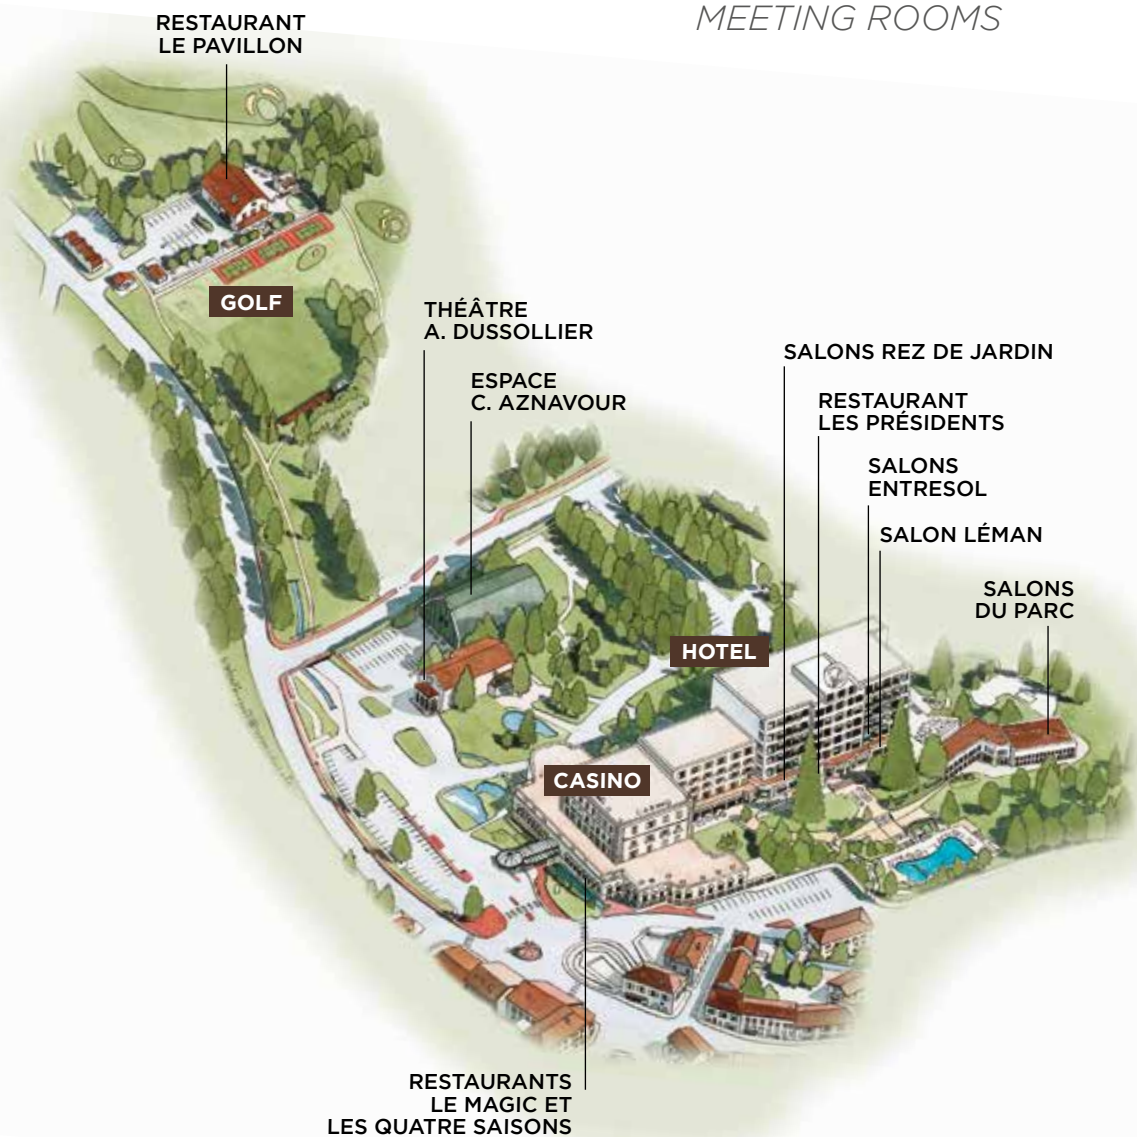 MEETING ROOMS
RESTAURANT
LE PAVILLON
GOLF
THÉÂTRE
A. DUSSOLLIER
ESPACE
C. AZNAVOUR
SALONS REZ DE JARDIN
RESTAURANT
LES PRÉSIDENTS
SALONS
ENTRESOL
SALON LÉMAN
SALONS
DU PARC
HOTEL
CASINO
RESTAURANTS
LE MAGIC ET
LES QUATRE SAISONS